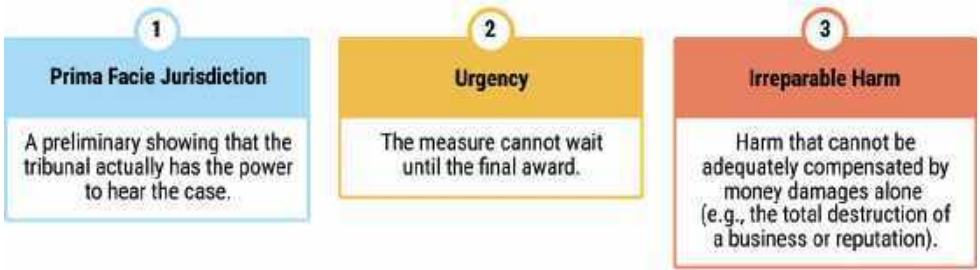 1
Prima Facie Jurisdiction
A preliminary showing that the
tribunal actually has the power
to hear the case.
2
Urgency
The measure cannot wait
until the final award.
3
Irreparable Harm
Harm that cannot be
adequately compensated by
money damages alone
(e.g., the total destruction of
a business or reputation).